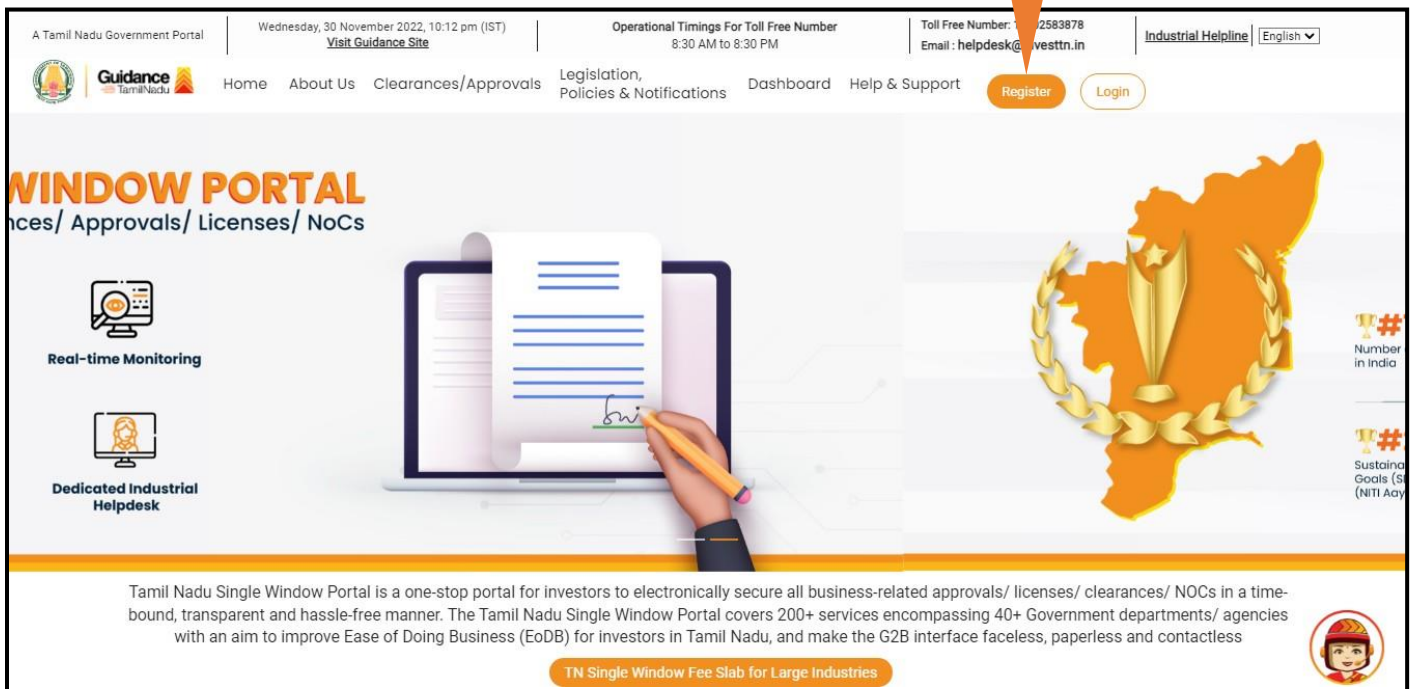 A Tamil Nadu Government Portal
Wednesday, 30 November 2022, 10:12 pm (IST)
Visit Guidance Site
Operational Timings For Toll Free Number
8:30 AM to 8:30 PM
Toll Free Number: 02583878
Email : helpdesk@ vesttn.in
Industrial Helpline
English
Guidance
TamilNadu
Home
About Us
Clearances/Approvals
Legislation,
Policies & Notifications
Dashboard
Help & Support
Register
Login
WINDOW PORTAL
nces/ Approvals/ Licenses/ NoCs
Real-time Monitoring
Dedicated Industrial
Helpdesk
Number
in India
Sustaina
Goals (S
(NITI Aay
Tamil Nadu Single Window Portal is a one-stop portal for investors to electronically secure all business-related approvals/ licenses/ clearances/ NOCs in a time-
bound, transparent and hassle-free manner. The Tamil Nadu Single Window Portal covers 200+ services encompassing 40+ Government departments/ agencies
with an aim to improve Ease of Doing Business (EoDB) for investors in Tamil Nadu, and make the G2B interface faceless, paperless and contactless
TN Single Window Fee Slab for Large Industries